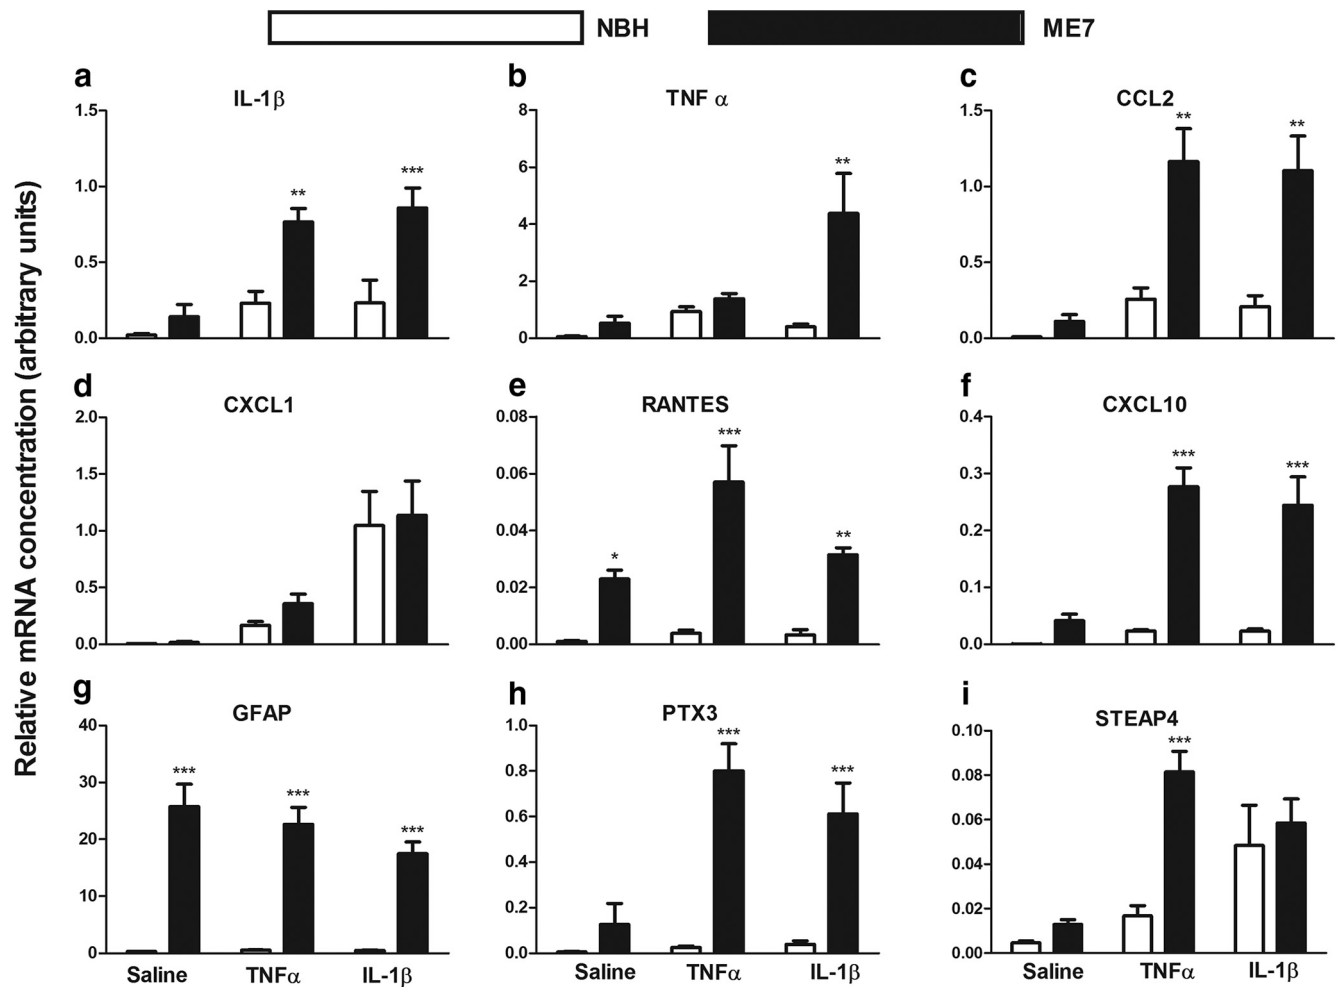 NBH ME7
Relative mRNA concentration (arbitrary units)
a
IL-1β
1.5
1.0
0.5
0.0
**
***
b
TNF α
8
6
4
2
0
**
c
CCL2
1.5
1.0
0.5
0.0
**
**
d
CXCL1
2.0
1.5
1.0
0.5
0.0
e
RANTES
0.08
0.06
0.04
0.02
0.00
*
***
**
f
CXCL10
0.4
0.3
0.2
0.1
0.0
***
***
g
GFAP
40
30
20
10
0
***
***
***
Saline TNFα IL-1β
h
PTX3
1.0
0.8
0.6
0.4
0.2
0.0
***
***
Saline TNFα IL-1β
i
STEAP4
0.10
0.08
0.06
0.04
0.02
0.00
***
Saline TNFα IL-1β